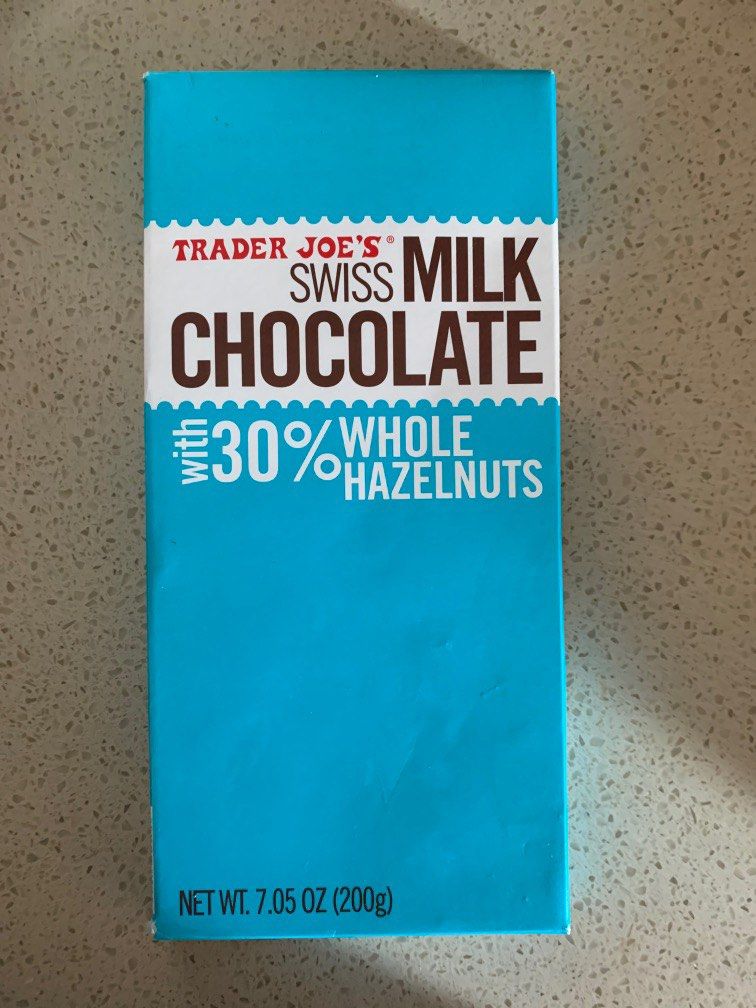 TRADER JOE'S®
SWISS MILK
CHOCOLATE
with 30% WHOLE
HAZELNUTS
NET WT. 7.05 OZ (200g)